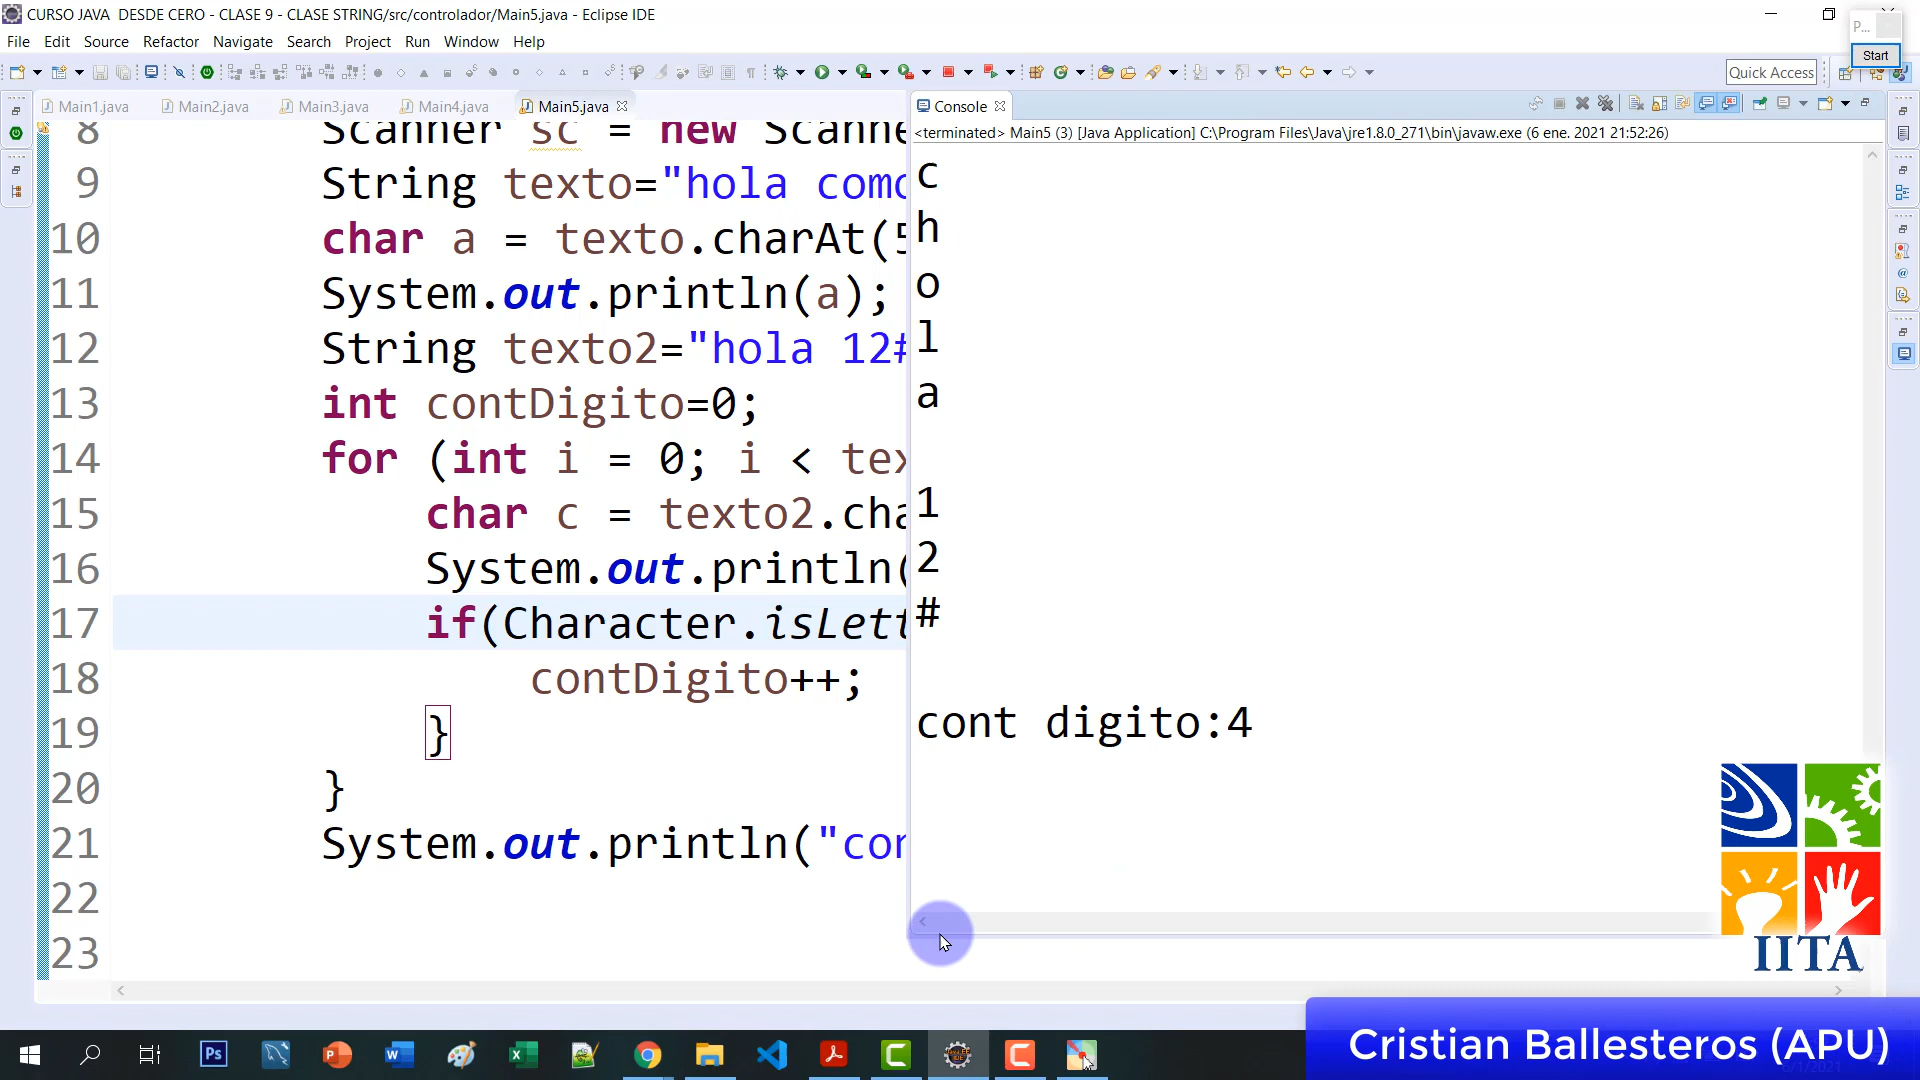 CURSO JAVA DESDE CERO - CLASE 9 - CLASE STRING/src/controlador/Main5.java - Eclipse IDE
P...
File Edit Source Refactor Navigate Search Project Run Window Help
Start
Quick Access
Main1.java Main2.java Main3.java Main4.java Main5.java
Console
<terminated> Main5 (3) [Java Application] C:\Program Files\Java\jre1.8.0_271\bin\javaw.exe (6 ene. 2021 21:52:26)
8 Scanner sc = new Scanne
9 String texto="hola como
10 char a = texto.charAt(5
11 System.out.println(a);
12 String texto2="hola 12#
13 int contDigito=0;
14 for (int i = 0; i < tex
15 char c = texto2.cha
16 System.out.println(
17 if(Character.isLett
18 contDigito++;
19 }
20 }
21 System.out.println("con
22
23
c
h
o
l
a
1
2
#
cont digito:4
IITA
Cristian Ballesteros (APU)